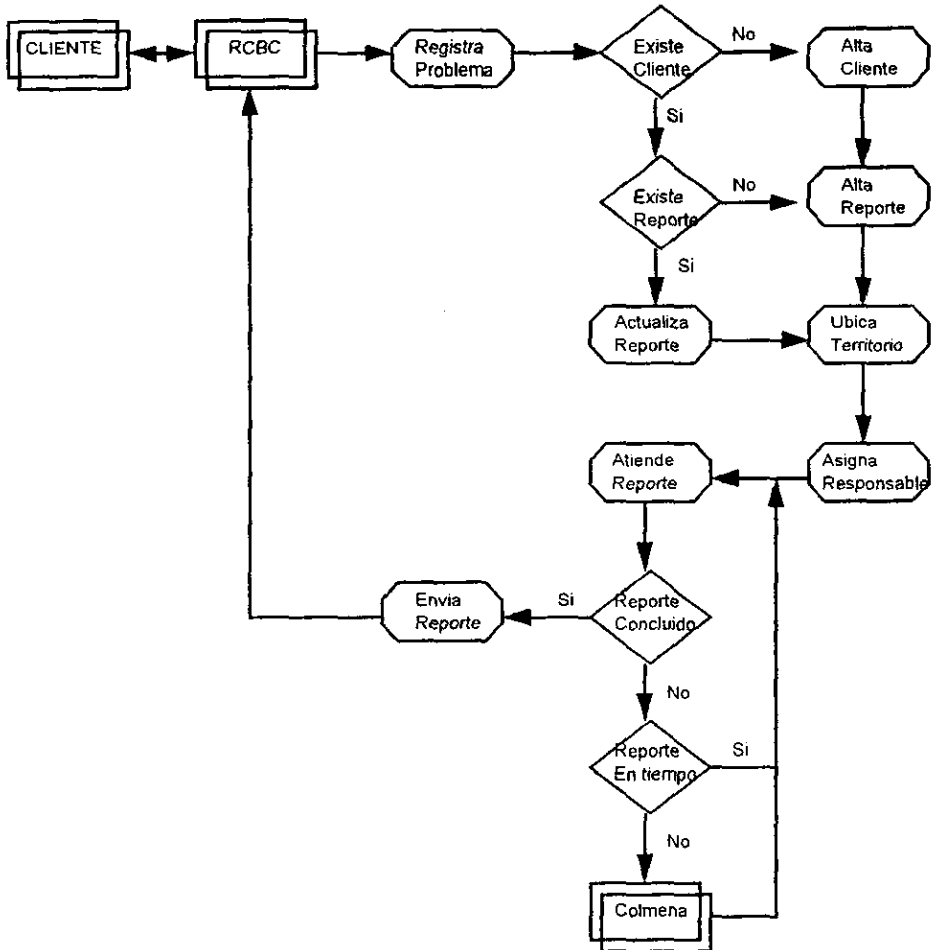 CLIENTE
RCBC
Registra
Problema
Existe
Cliente
No
Alta
Cliente
Si
Existe
Reporte
No
Alta
Reporte
Si
Actualiza
Reporte
Ubica
Territorio
Atiende
Reporte
Asigna
Responsable
Envia
Reporte
Si
Reporte
Concluido
No
Reporte
En tiempo
Si
No
Colmena